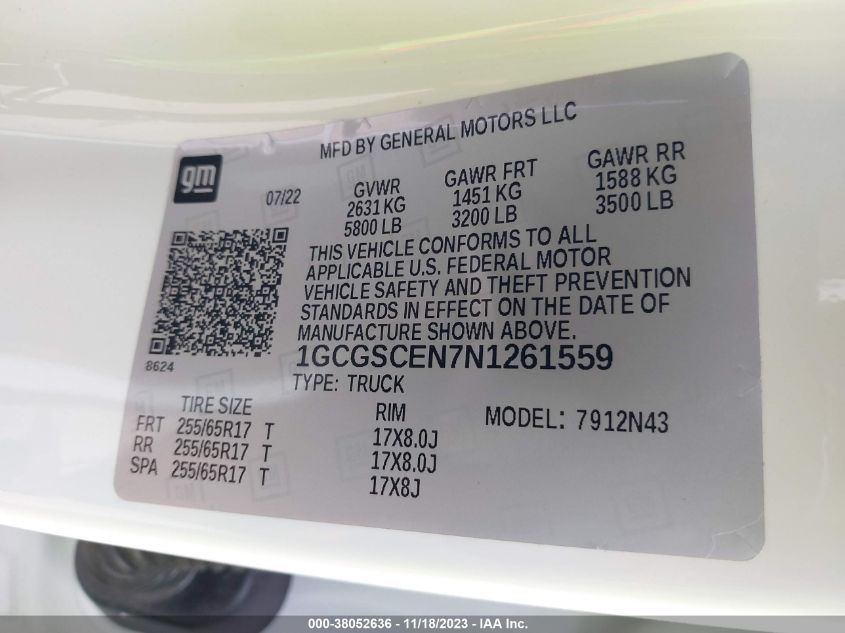 MFD BY GENERAL MOTORS LLC
gm
07/22
GVWR
2631 KG
5800 LB
GAWR FRT
1451 KG
3200 LB
GAWR RR
1588 KG
3500 LB
THIS VEHICLE CONFORMS TO ALL
APPLICABLE U.S. FEDERAL MOTOR
VEHICLE SAFETY AND THEFT PREVENTION
STANDARDS IN EFFECT ON THE DATE OF
MANUFACTURE SHOWN ABOVE.
8624
1GCGSCEN7N1261559
TYPE: TRUCK
TIRE SIZE RIM MODEL: 7912N43
FRT 255/65R17 T 17X8.0J
RR 255/65R17 T 17X8.0J
SPA 255/65R17 T 17X8J
000-38052636 - 11/18/2023 - IAA Inc.